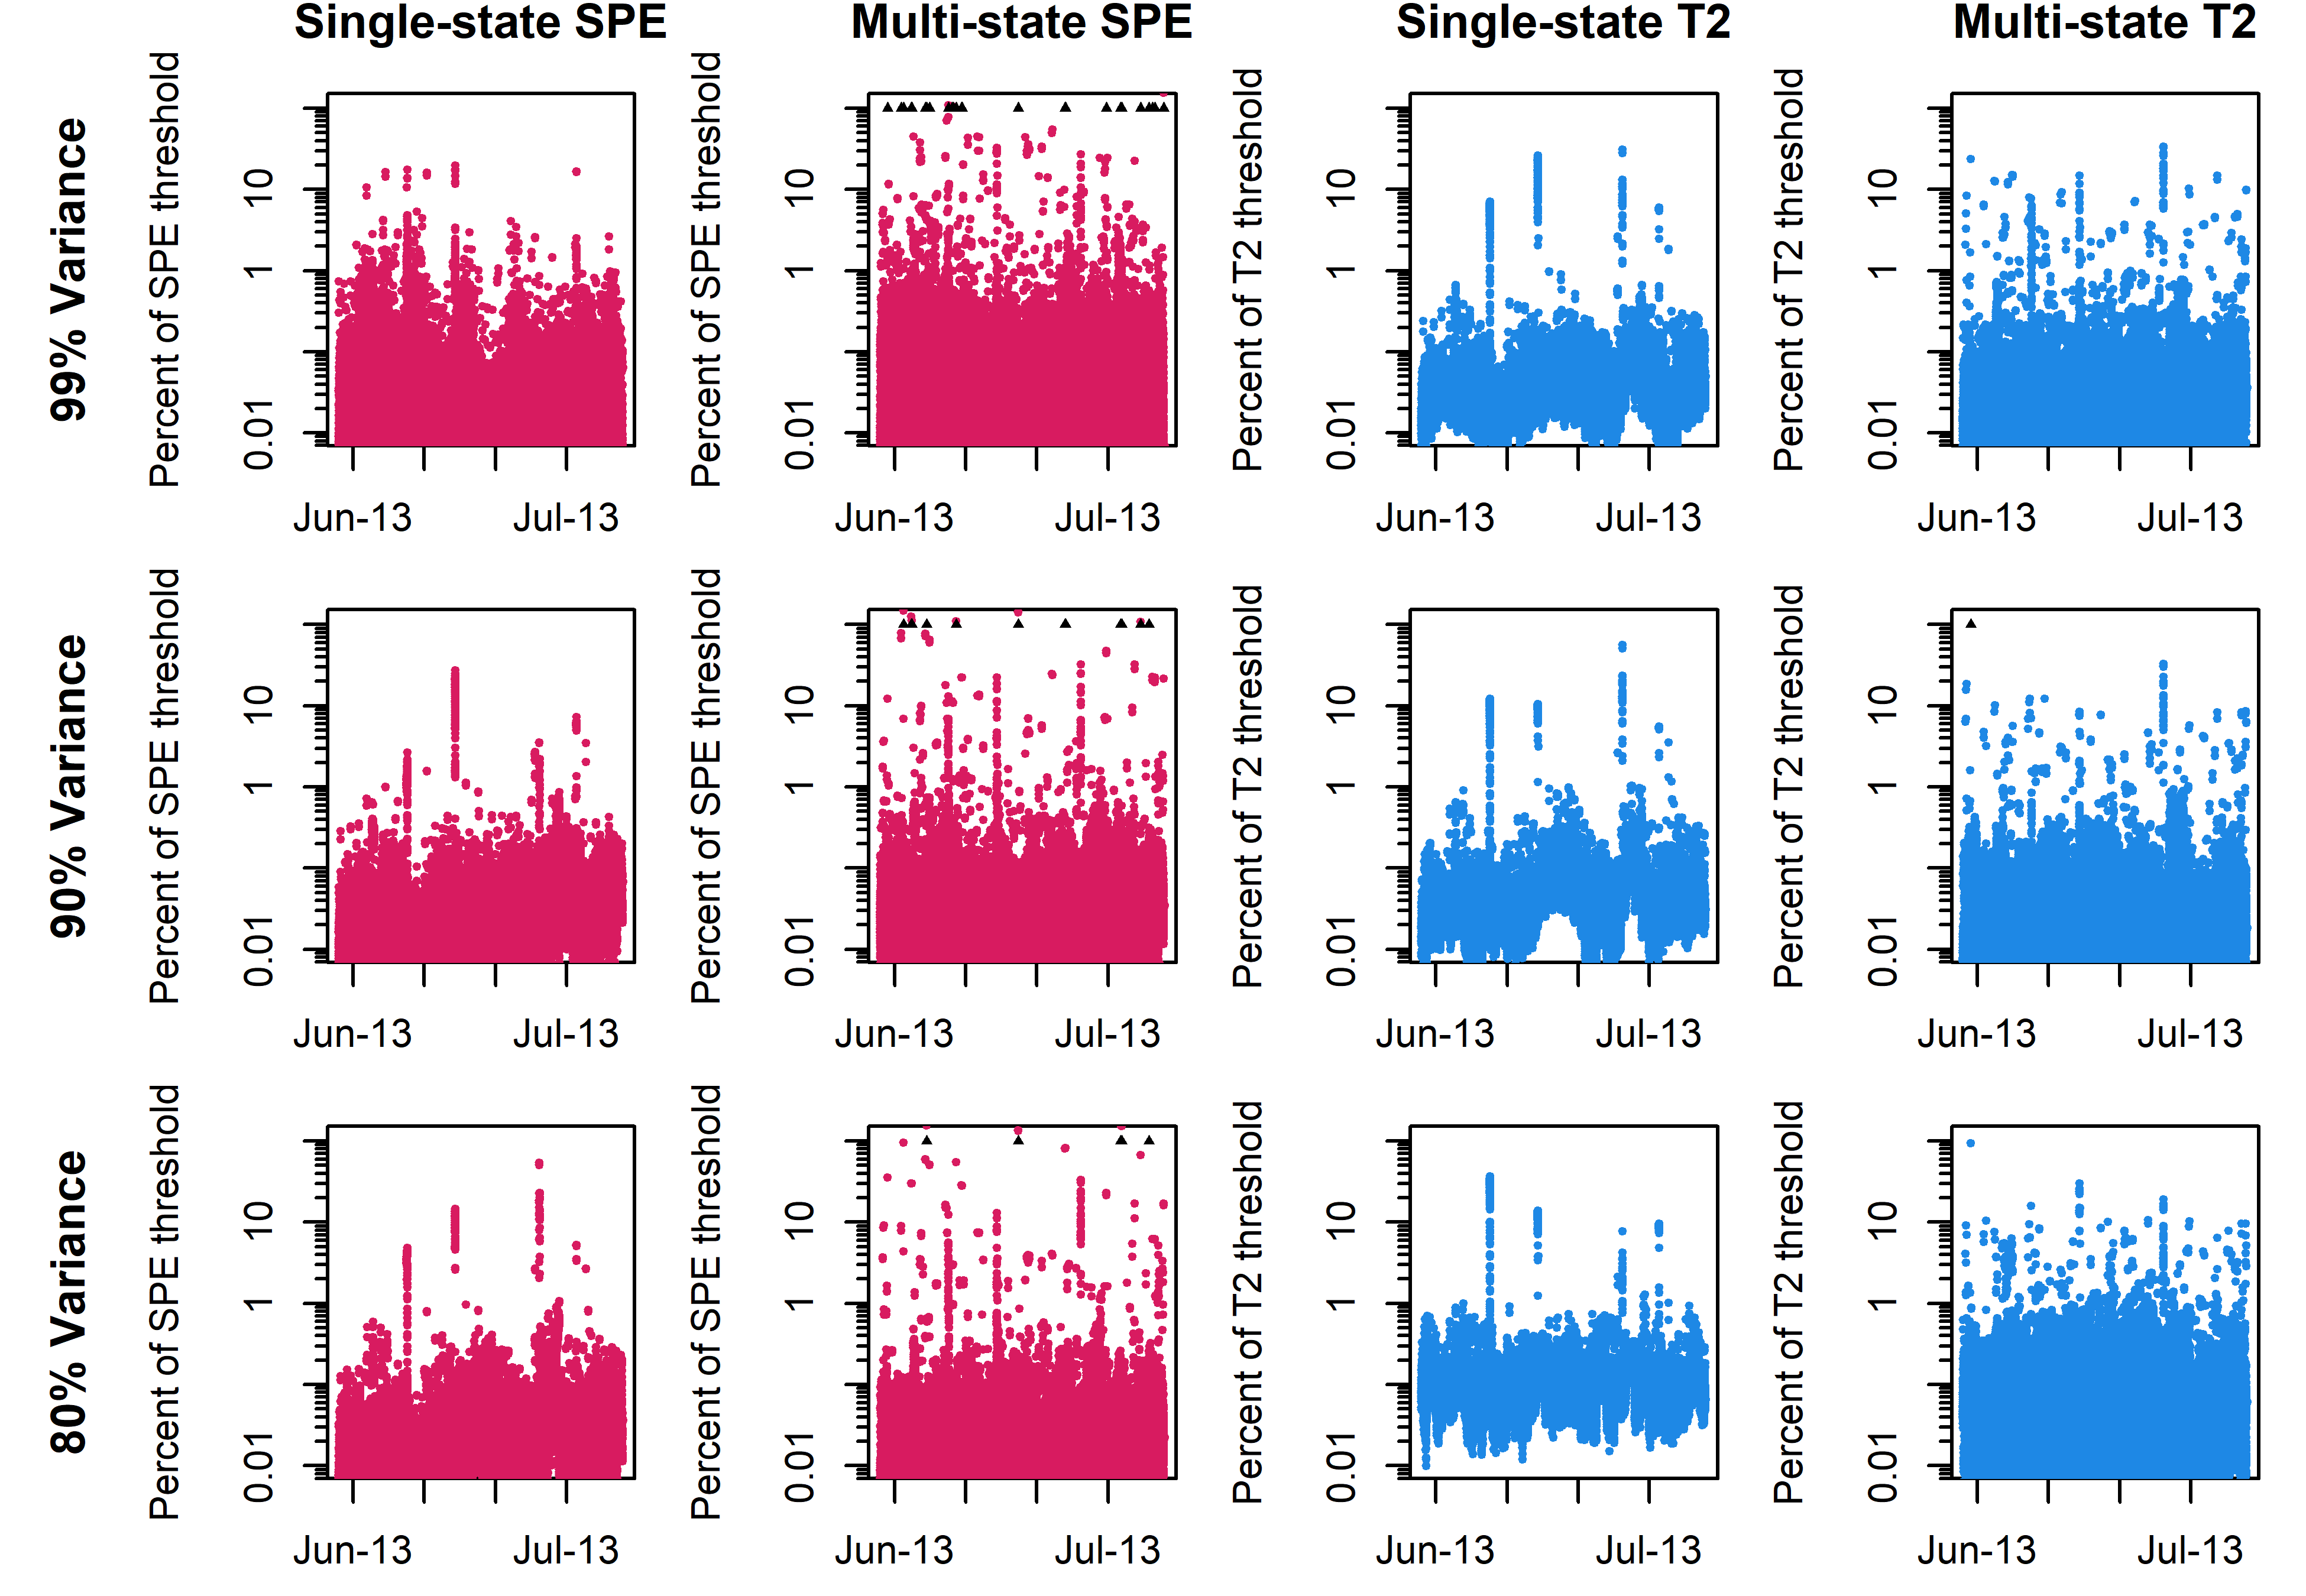 Single-state SPE
Multi-state SPE
Single-state T2
Multi-state T2
99% Variance
Percent of SPE threshold
0.01
1
10
Jun-13
Jul-13
Percent of SPE threshold
0.01
1
10
Jun-13
Jul-13
Percent of T2 threshold
0.01
1
10
Jun-13
Jul-13
Percent of T2 threshold
0.01
1
10
Jun-13
Jul-13
90% Variance
Percent of SPE threshold
0.01
1
10
Jun-13
Jul-13
Percent of SPE threshold
0.01
1
10
Jun-13
Jul-13
Percent of T2 threshold
0.01
1
10
Jun-13
Jul-13
Percent of T2 threshold
0.01
1
10
Jun-13
Jul-13
80% Variance
Percent of SPE threshold
0.01
1
10
Jun-13
Jul-13
Percent of SPE threshold
0.01
1
10
Jun-13
Jul-13
Percent of T2 threshold
0.01
1
10
Jun-13
Jul-13
Percent of T2 threshold
0.01
1
10
Jun-13
Jul-13